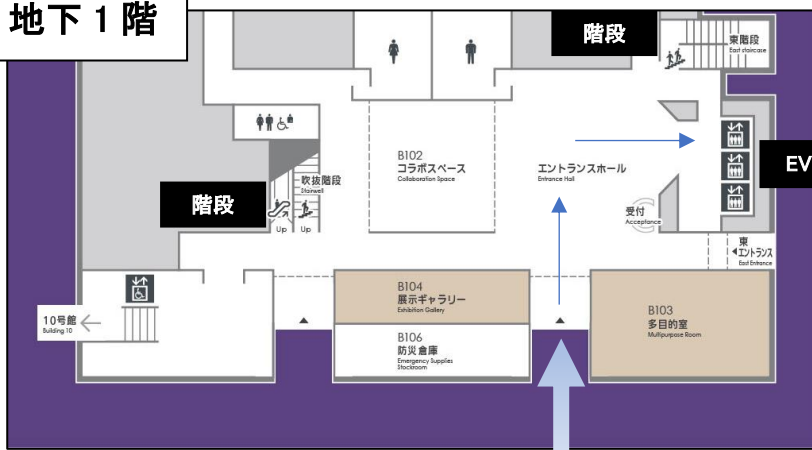 地下１階
階段
東階段
East staircase
B102
コラボスペース
Collaboration Space
エントランスホール
Entrance Hall
EV
吹抜階段
Stairwell
階段
Up
Up
受付
Acceptance
東
エントランス
East Entrance
B104
展示ギャラリー
Exhibition Gallery
B103
多目的室
Multipurpose Room
10号館
Building 10
B106
防災倉庫
Emergency Supplies
Stockroom